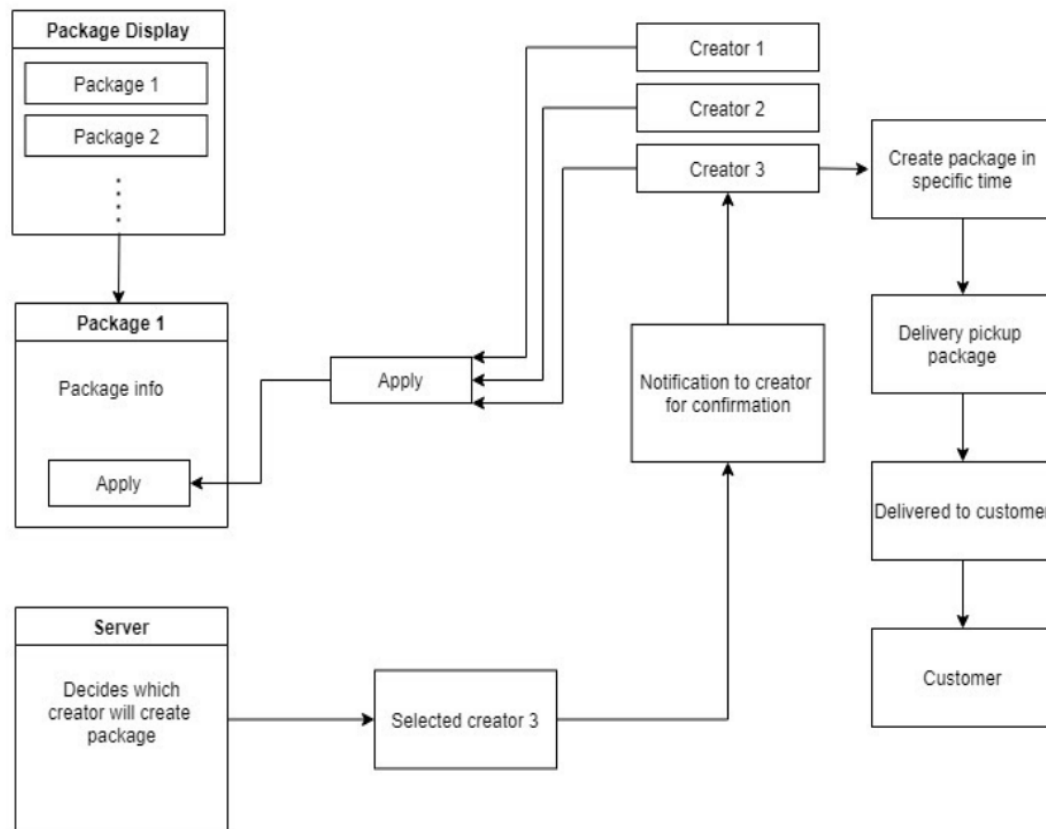 Package Display
Package 1
Package 2
Package 1
Package info
Apply
Apply
Creator 1
Creator 2
Creator 3
Notification to creator
for confirmation
Create package in
specific time
Delivery pickup
package
Delivered to customer
Customer
Server
Decides which
creator will create
package
Selected creator 3